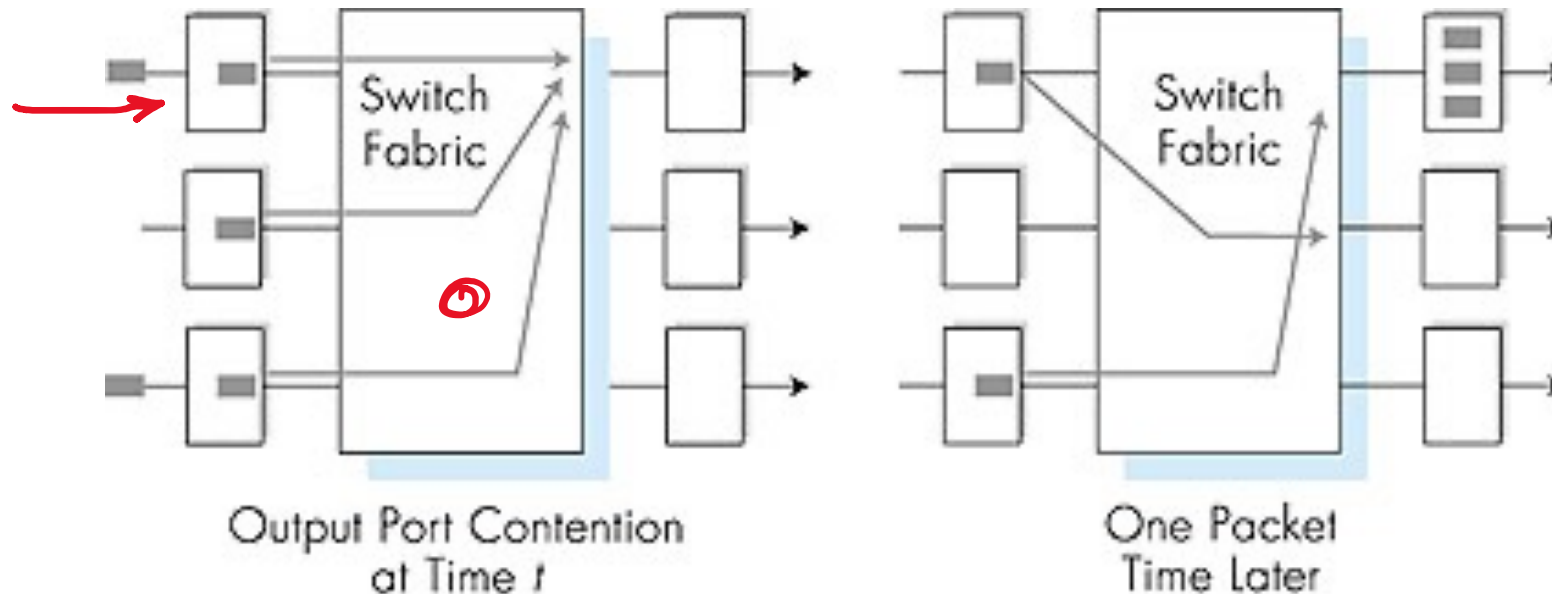 Switch
Fabric
Output Port Contention
at Time t
Switch
Fabric
One Packet
Time Later